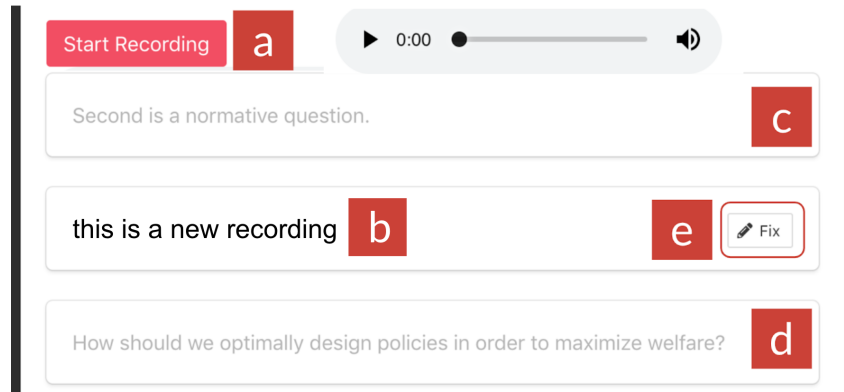 Start Recording a 0:00
Second is a normative question. c
this is a new recording b e Fix
How should we optimally design policies in order to maximize welfare? d